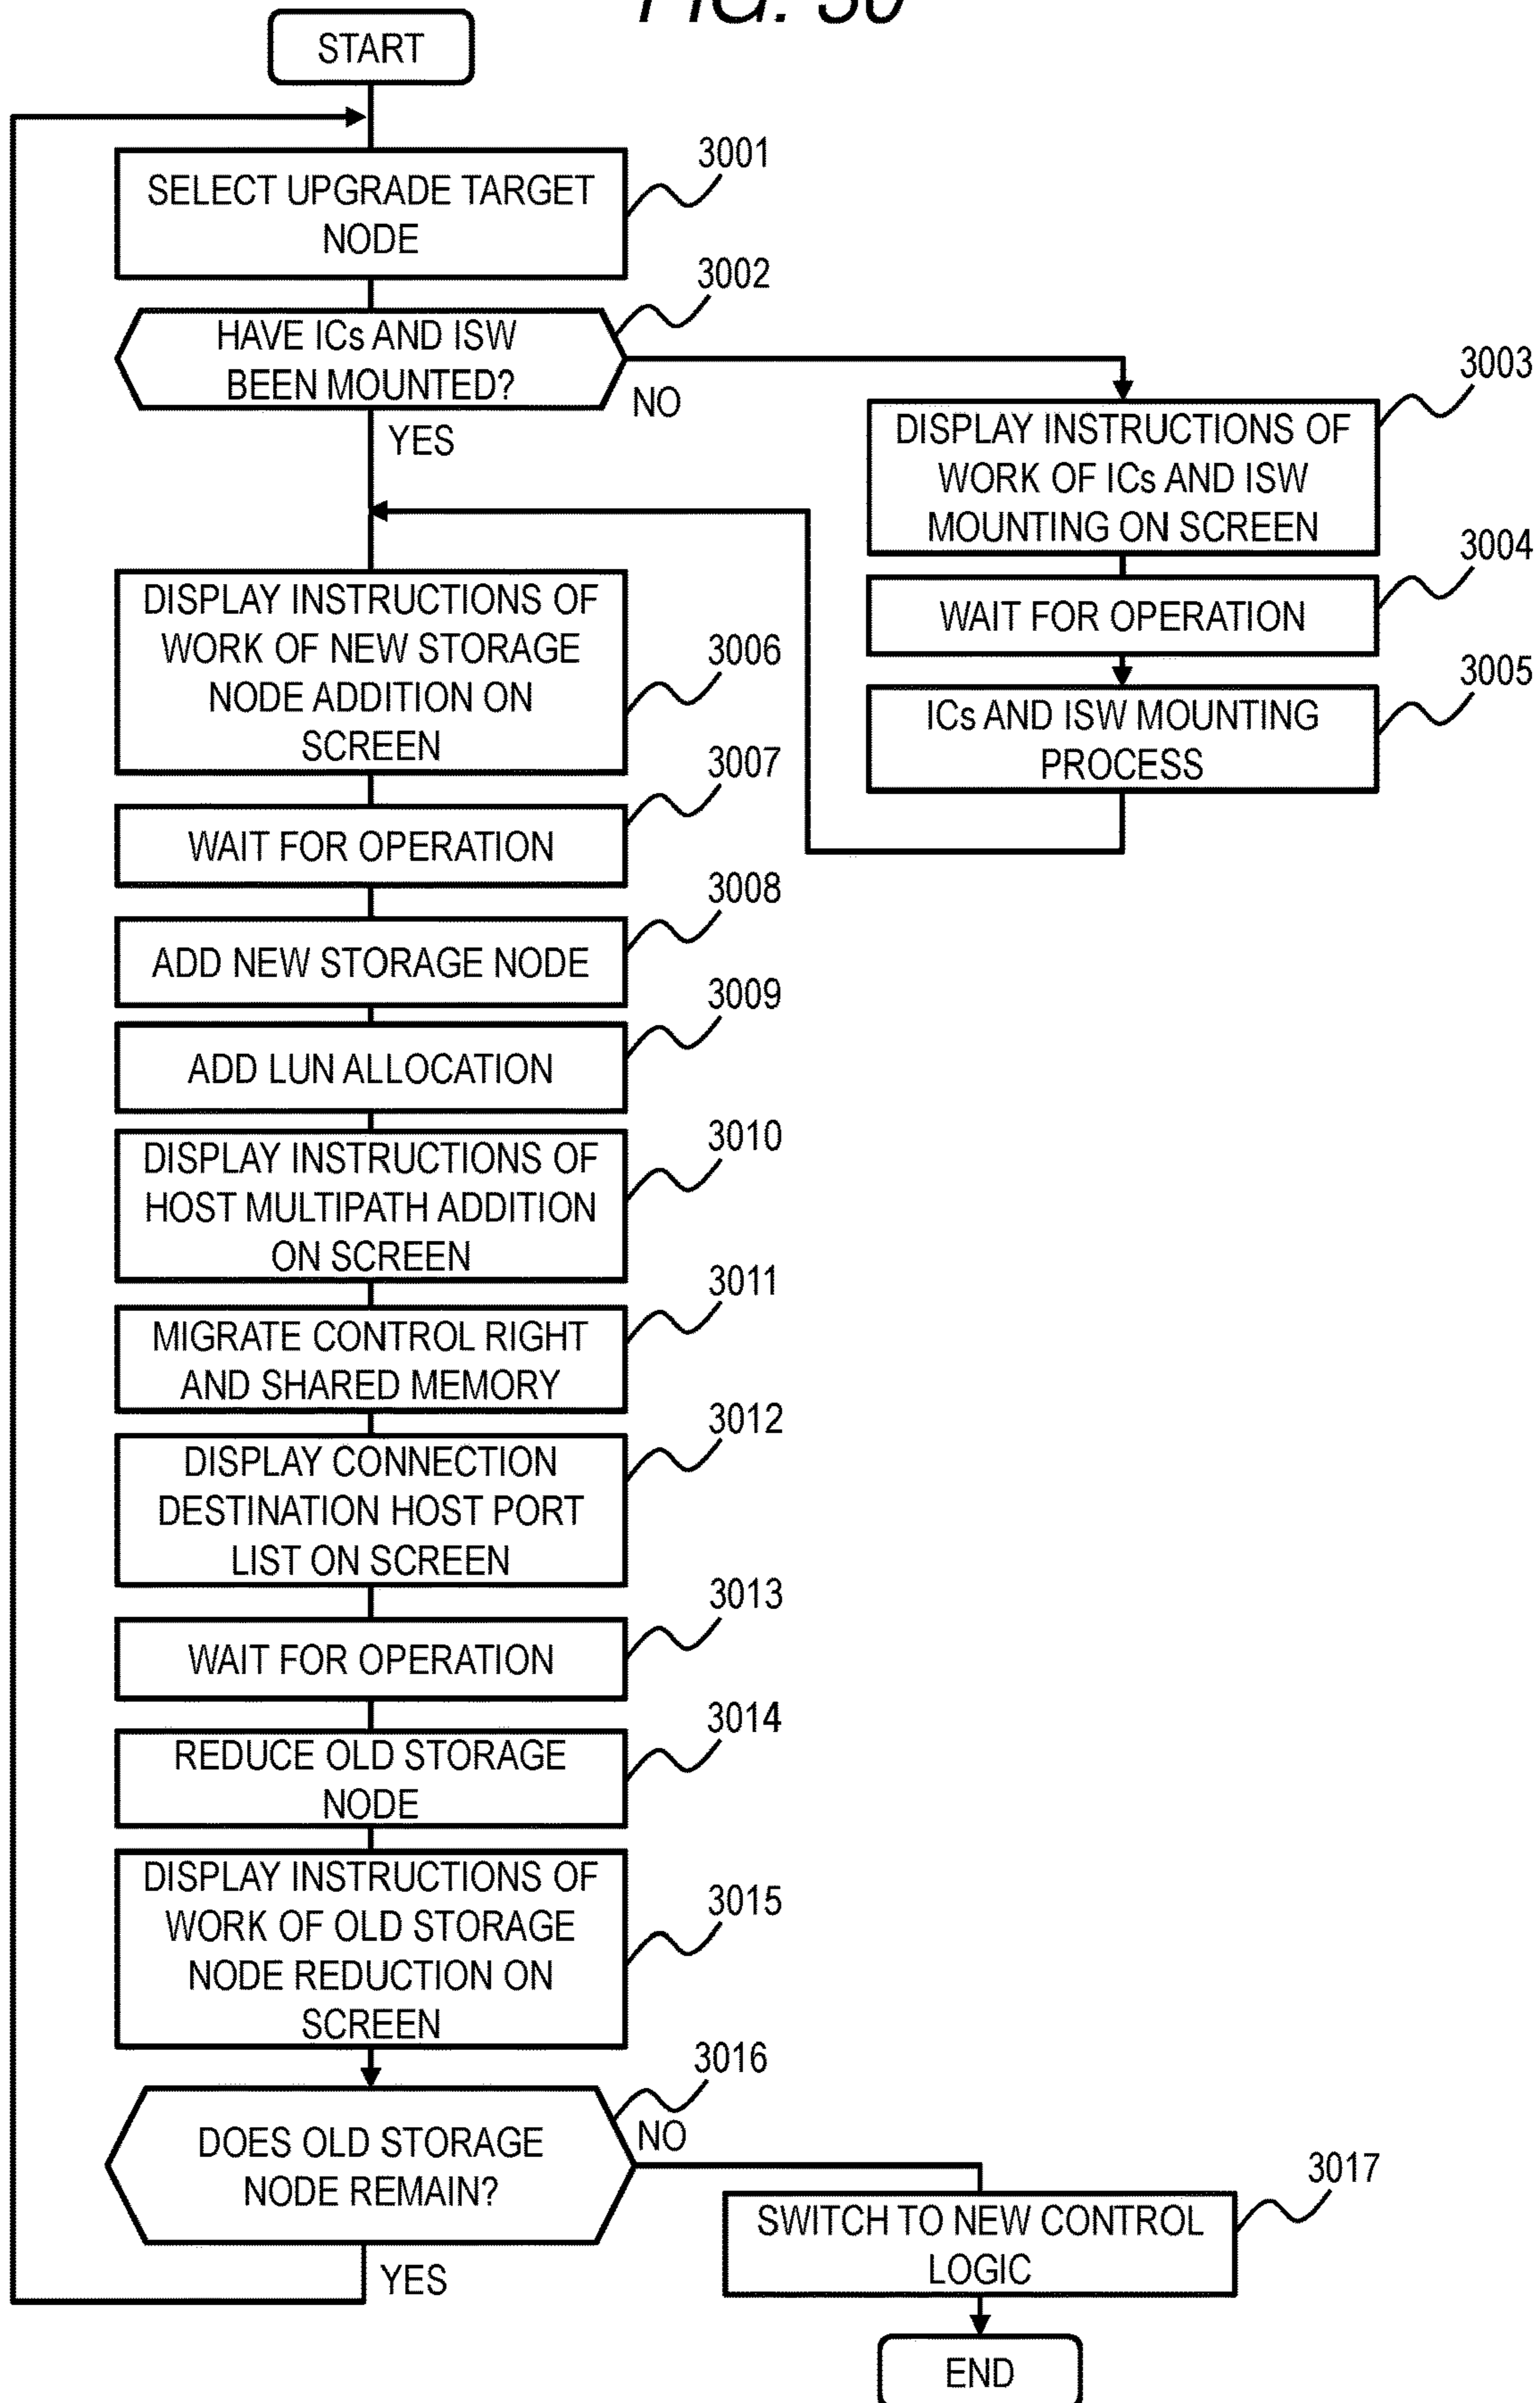 FIG. 30
START
3001
SELECT UPGRADE TARGET
NODE
3002
HAVE ICs AND ISW
BEEN MOUNTED?
NO
YES
3003
DISPLAY INSTRUCTIONS OF
WORK OF ICs AND ISW
MOUNTING ON SCREEN
3004
WAIT FOR OPERATION
3005
ICs AND ISW MOUNTING
PROCESS
DISPLAY INSTRUCTIONS OF
WORK OF NEW STORAGE
NODE ADDITION ON
SCREEN
3006
3007
WAIT FOR OPERATION
3008
ADD NEW STORAGE NODE
3009
ADD LUN ALLOCATION
3010
DISPLAY INSTRUCTIONS OF
HOST MULTIPATH ADDITION
ON SCREEN
3011
MIGRATE CONTROL RIGHT
AND SHARED MEMORY
3012
DISPLAY CONNECTION
DESTINATION HOST PORT
LIST ON SCREEN
3013
WAIT FOR OPERATION
3014
REDUCE OLD STORAGE
NODE
DISPLAY INSTRUCTIONS OF
WORK OF OLD STORAGE
NODE REDUCTION ON
SCREEN
3015
3016
DOES OLD STORAGE
NODE REMAIN?
NO
YES
3017
SWITCH TO NEW CONTROL
LOGIC
END